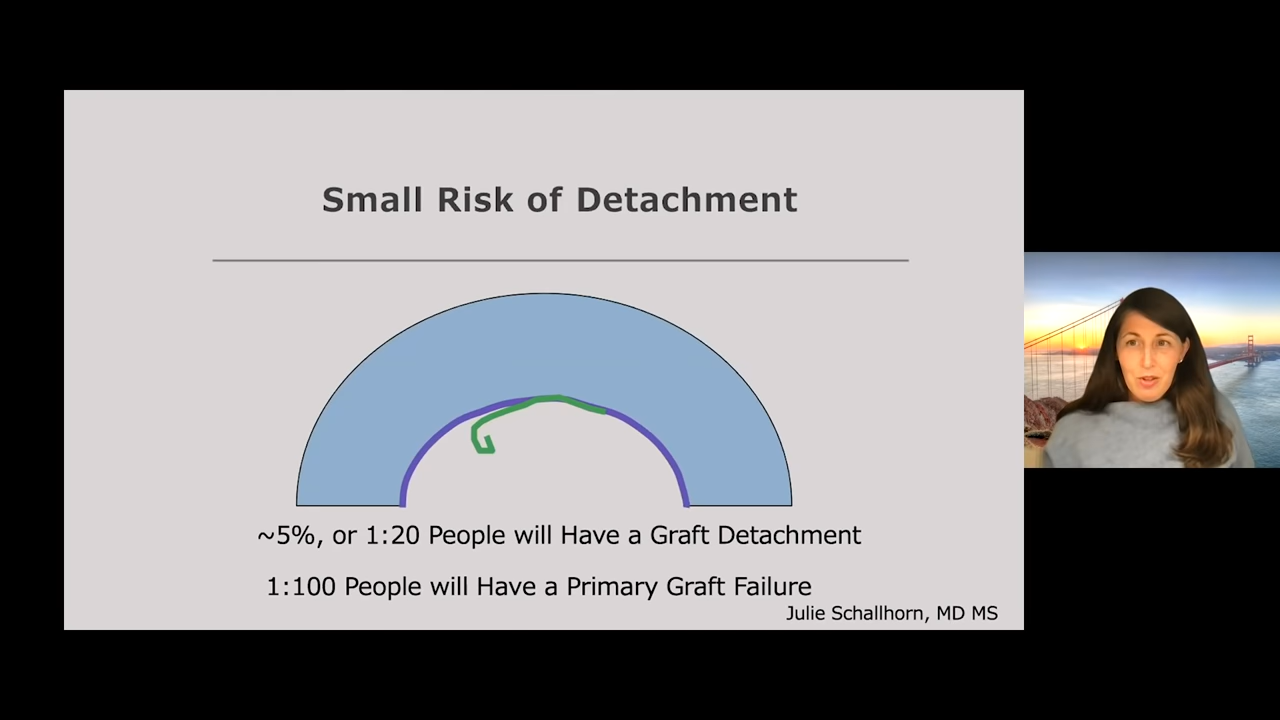 Small Risk of Detachment
~5%, or 1:20 People will Have a Graft Detachment
1:100 People will Have a Primary Graft Failure
Julie Schallhorn, MD MS